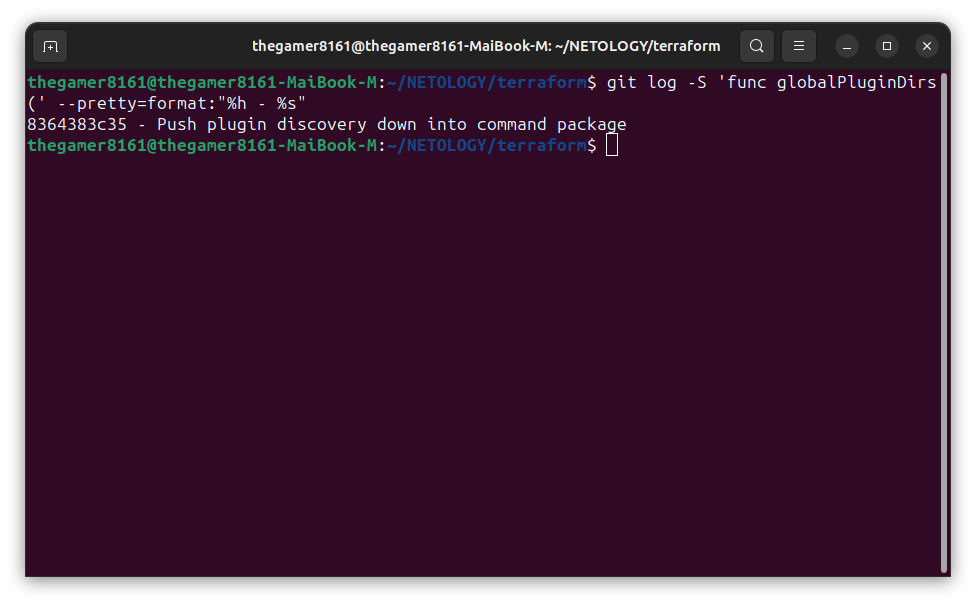 thegamer8161@thegamer8161-MaiBook-M: ~/NETOLOGY/terraform
thegamer8161@thegamer8161-MaiBook-M:~/NETOLOGY/terraform$ git log -S 'func globalPluginDirs
(' --pretty=format:"%h - %s"
8364383c35 - Push plugin discovery down into command package
thegamer8161@thegamer8161-MaiBook-M:~/NETOLOGY/terraform$